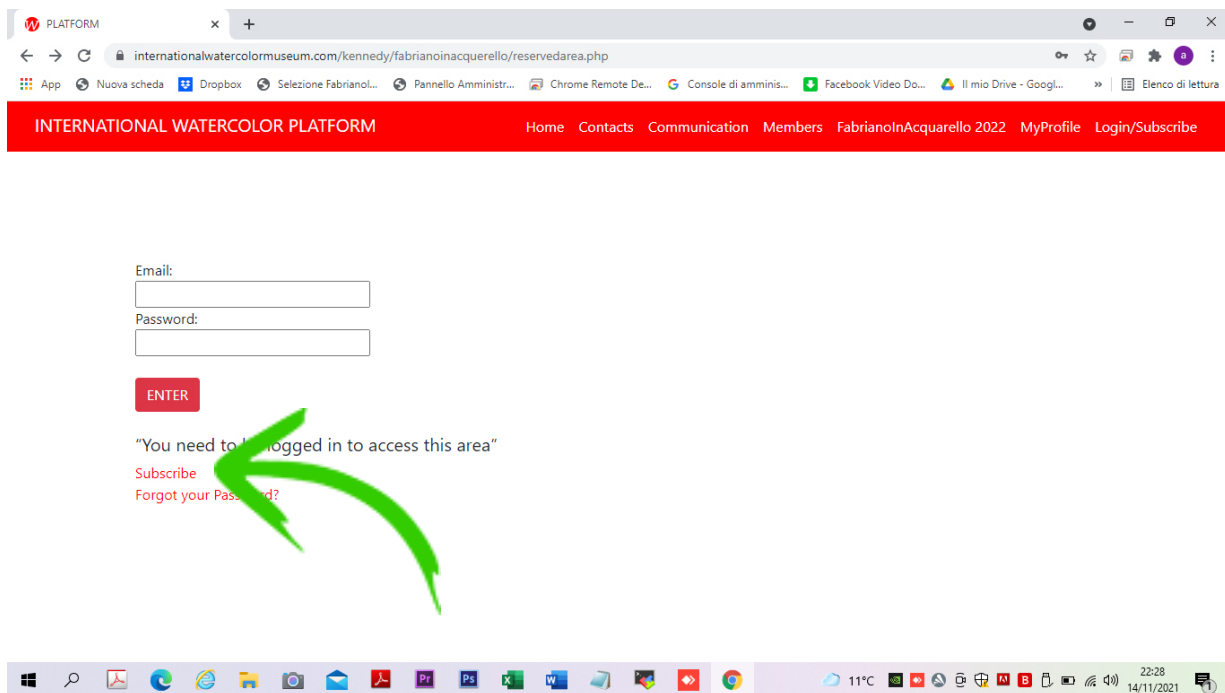 PLATFORM
internationalwatercolormuseum.com/kennedy/fabrianoinacquerello/reservedarea.php
a
App Nuova scheda Dropbox Selezione Fabrianol... Pannello Amministr... Chrome Remote De... Console di amminis... Facebook Video Do... Il mio Drive - Googl... » Elenco di lettura
INTERNATIONAL WATERCOLOR PLATFORM Home Contacts Communication Members FabrianoInAcquarello 2022 MyProfile Login/Subscribe
Email:
Password:
ENTER
“You need to logged in to access this area”
Subscribe
Forgot your
11°C 22:28
14/11/2021